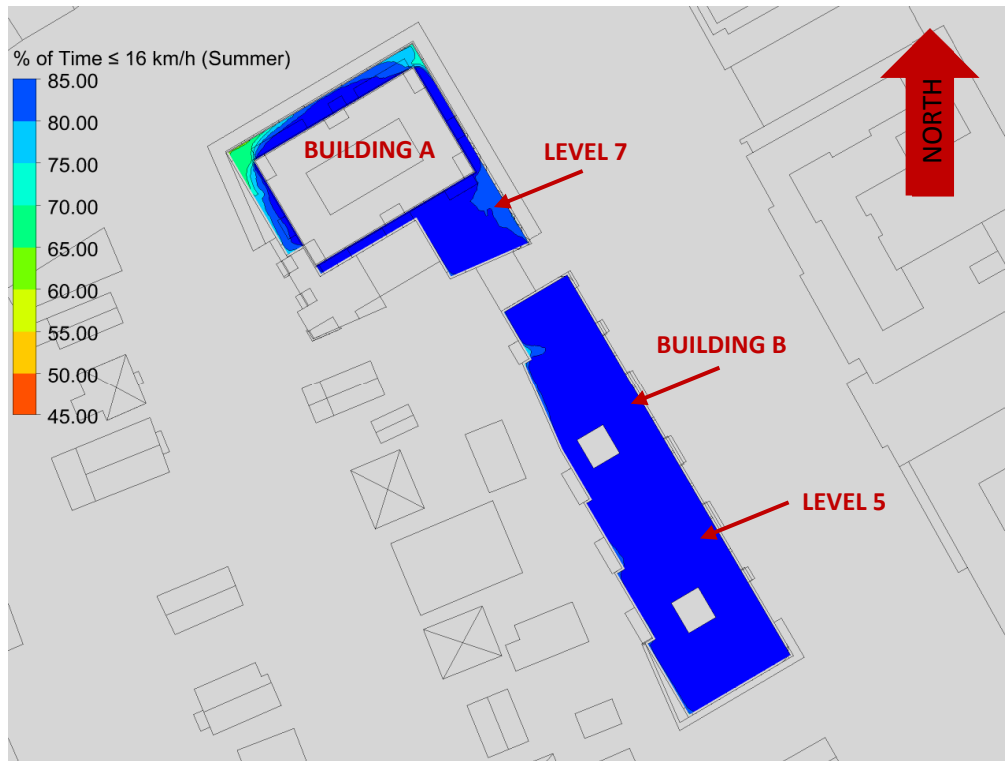 % of Time ≤ 16 km/h (Summer)
85.00
80.00
75.00
70.00
65.00
60.00
55.00
50.00
45.00
BUILDING A
LEVEL 7
NORTH
BUILDING B
LEVEL 5